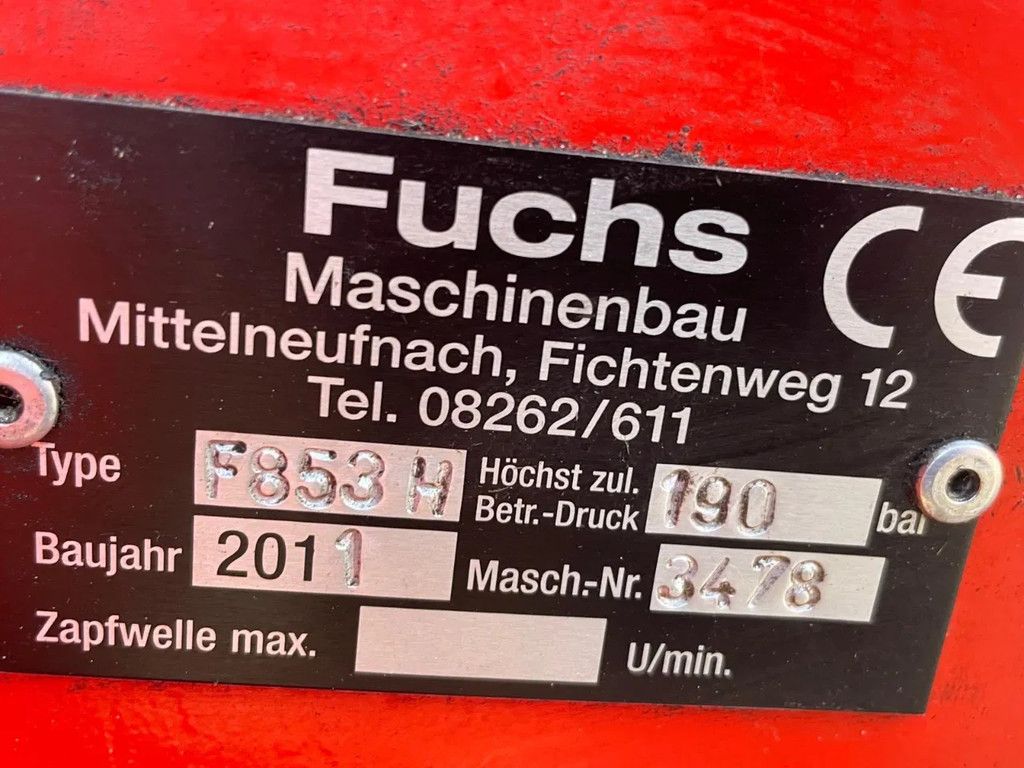 Fuchs
Maschinenbau
Mittelneufnach, Fichtenweg 12
Tel. 08262/611
CE
Type F853 H Höchst zul. Betr.-Druck 190 bar
Baujahr 2011 Masch.-Nr. 3478
Zapfwelle max. U/min.